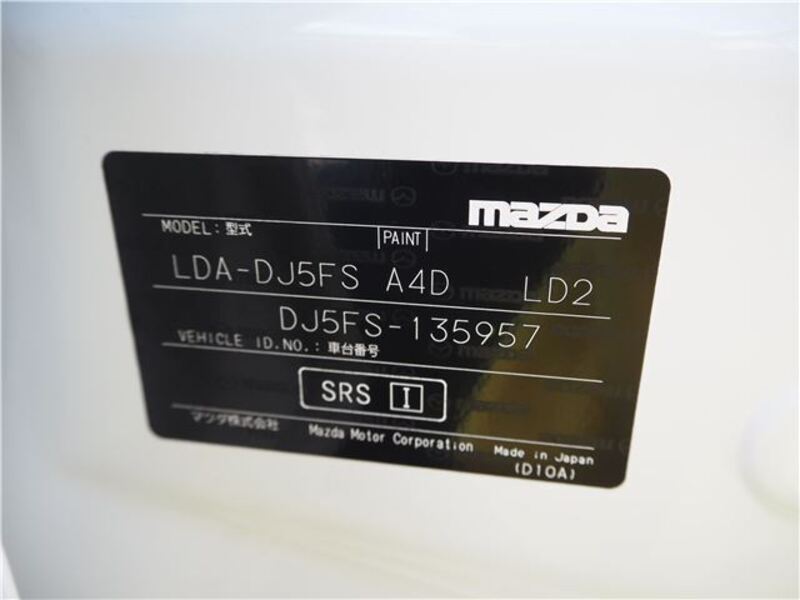 mazda
MODEL：型式 PAINT
LDA-DJ5FS A4D LD2
DJ5FS-135957
VEHICLE ID.NO.：車台番号
SRS I
マツダ株式会社 Mazda Motor Corporation Made in Japan
(D10A)